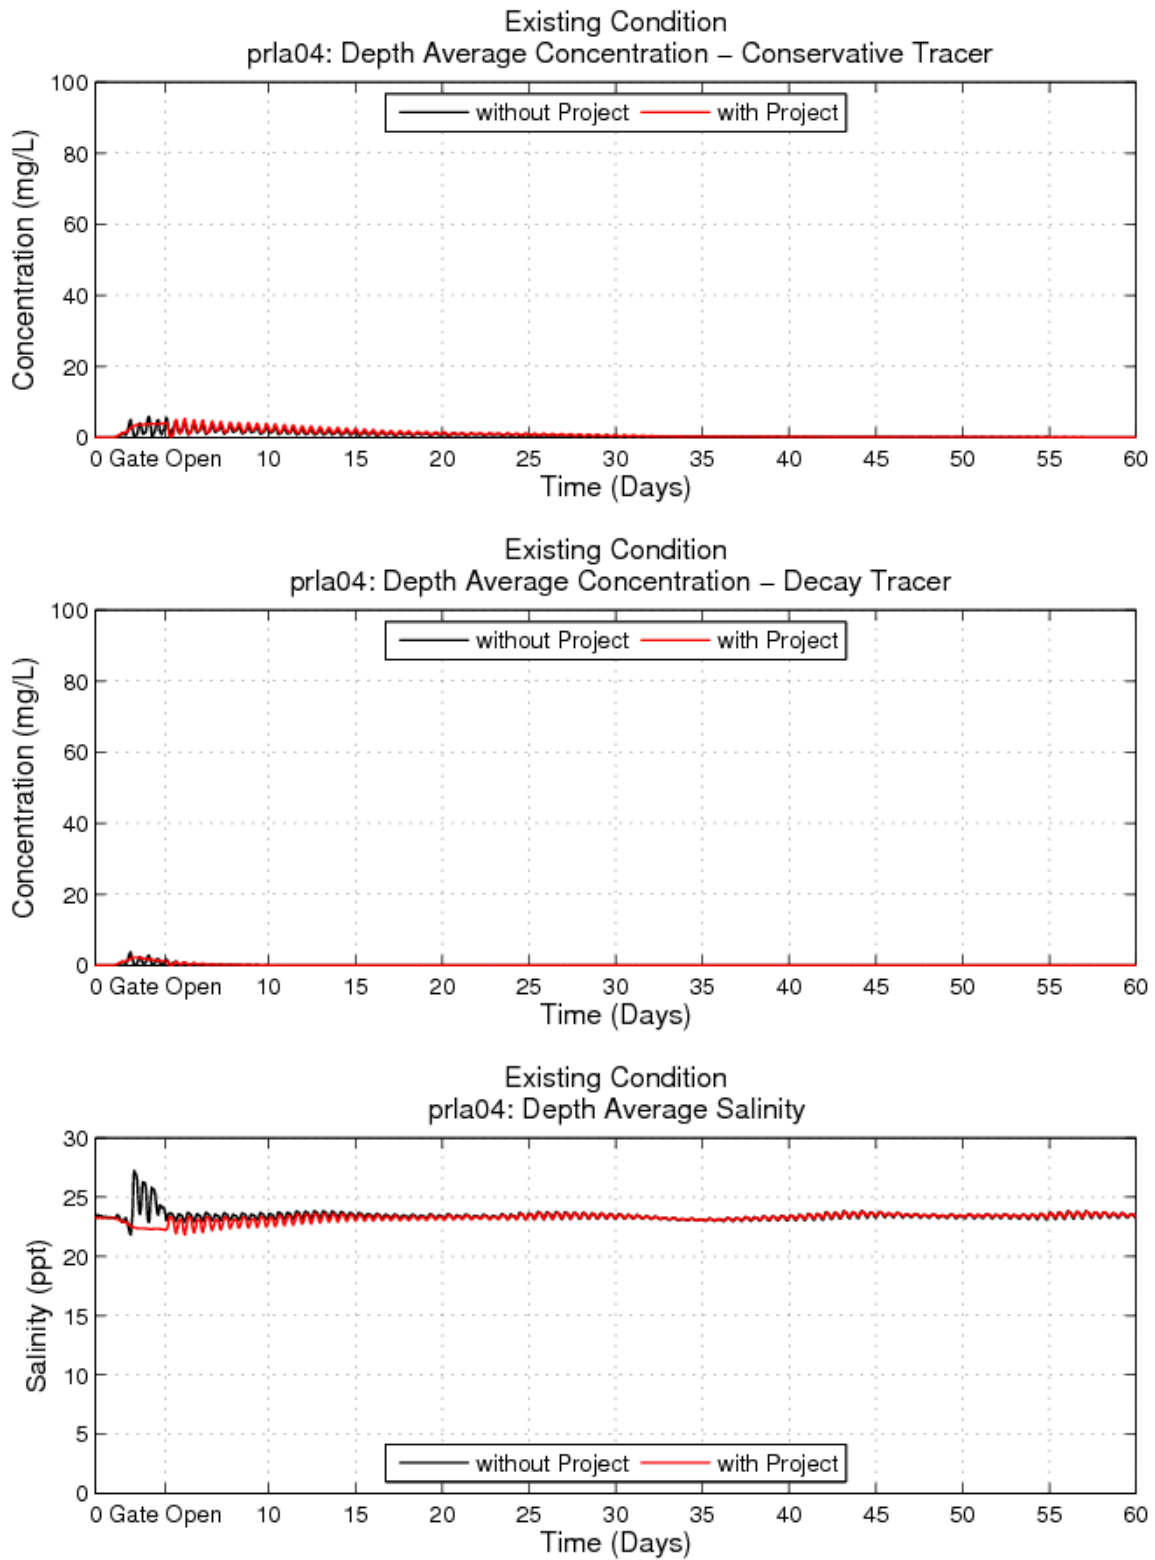 Existing Condition
prla04: Depth Average Concentration − Conservative Tracer
without Project with Project
100
80
60
40
20
0
Concentration (mg/L)
0 Gate Open 10 15 20 25 30 35 40 45 50 55 60
Time (Days)
Existing Condition
prla04: Depth Average Concentration − Decay Tracer
without Project with Project
100
80
60
40
20
0
Concentration (mg/L)
0 Gate Open 10 15 20 25 30 35 40 45 50 55 60
Time (Days)
Existing Condition
prla04: Depth Average Salinity
30
25
20
15
10
5
0
Salinity (ppt)
without Project with Project
0 Gate Open 10 15 20 25 30 35 40 45 50 55 60
Time (Days)